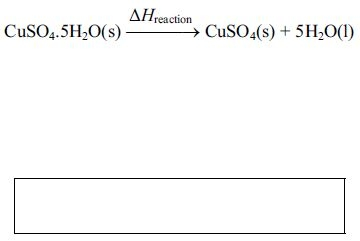 ΔHreaction
CuSO₄.5H₂O(s) ⟶ CuSO₄(s) + 5H₂O(l)